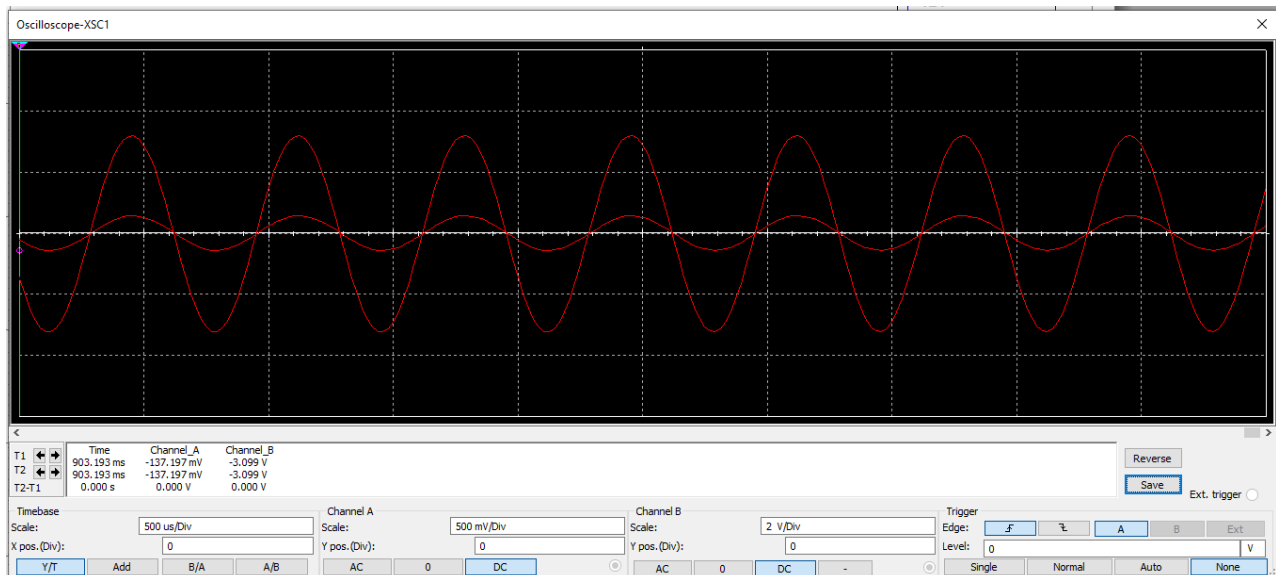 Oscilloscope-XSC1
Time Channel_A Channel_B
T1 903.193 ms -137.197 mV -3.099 V
T2 903.193 ms -137.197 mV -3.099 V
T2-T1 0.000 s 0.000 V 0.000 V
Reverse
Save
Ext. trigger
Timebase
Scale: 500 us/Div
X pos.(Div): 0
Y/T Add B/A A/B
Channel A
Scale: 500 mV/Div
Y pos.(Div): 0
AC 0 DC
Channel B
Scale: 2 V/Div
Y pos.(Div): 0
AC 0 DC -
Trigger
Edge: A B Ext
Level: 0 V
Single Normal Auto None